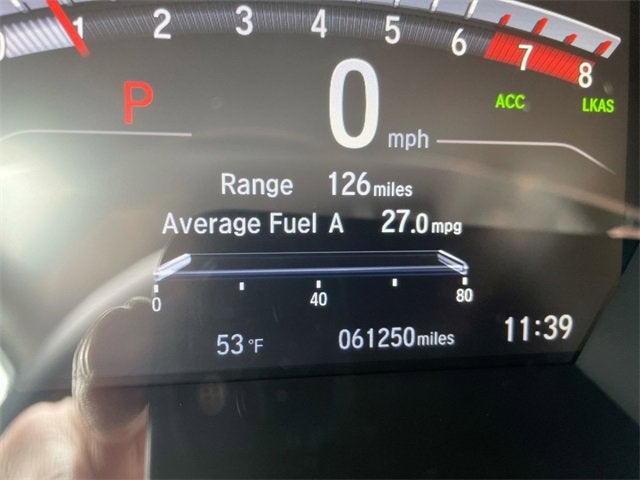 0 1 2 3 4 5 6 7 8
P 0 mph ACC LKAS
Range 126 miles
Average Fuel A 27.0 mpg
0 40 80
53 °F 061250 miles 11:39